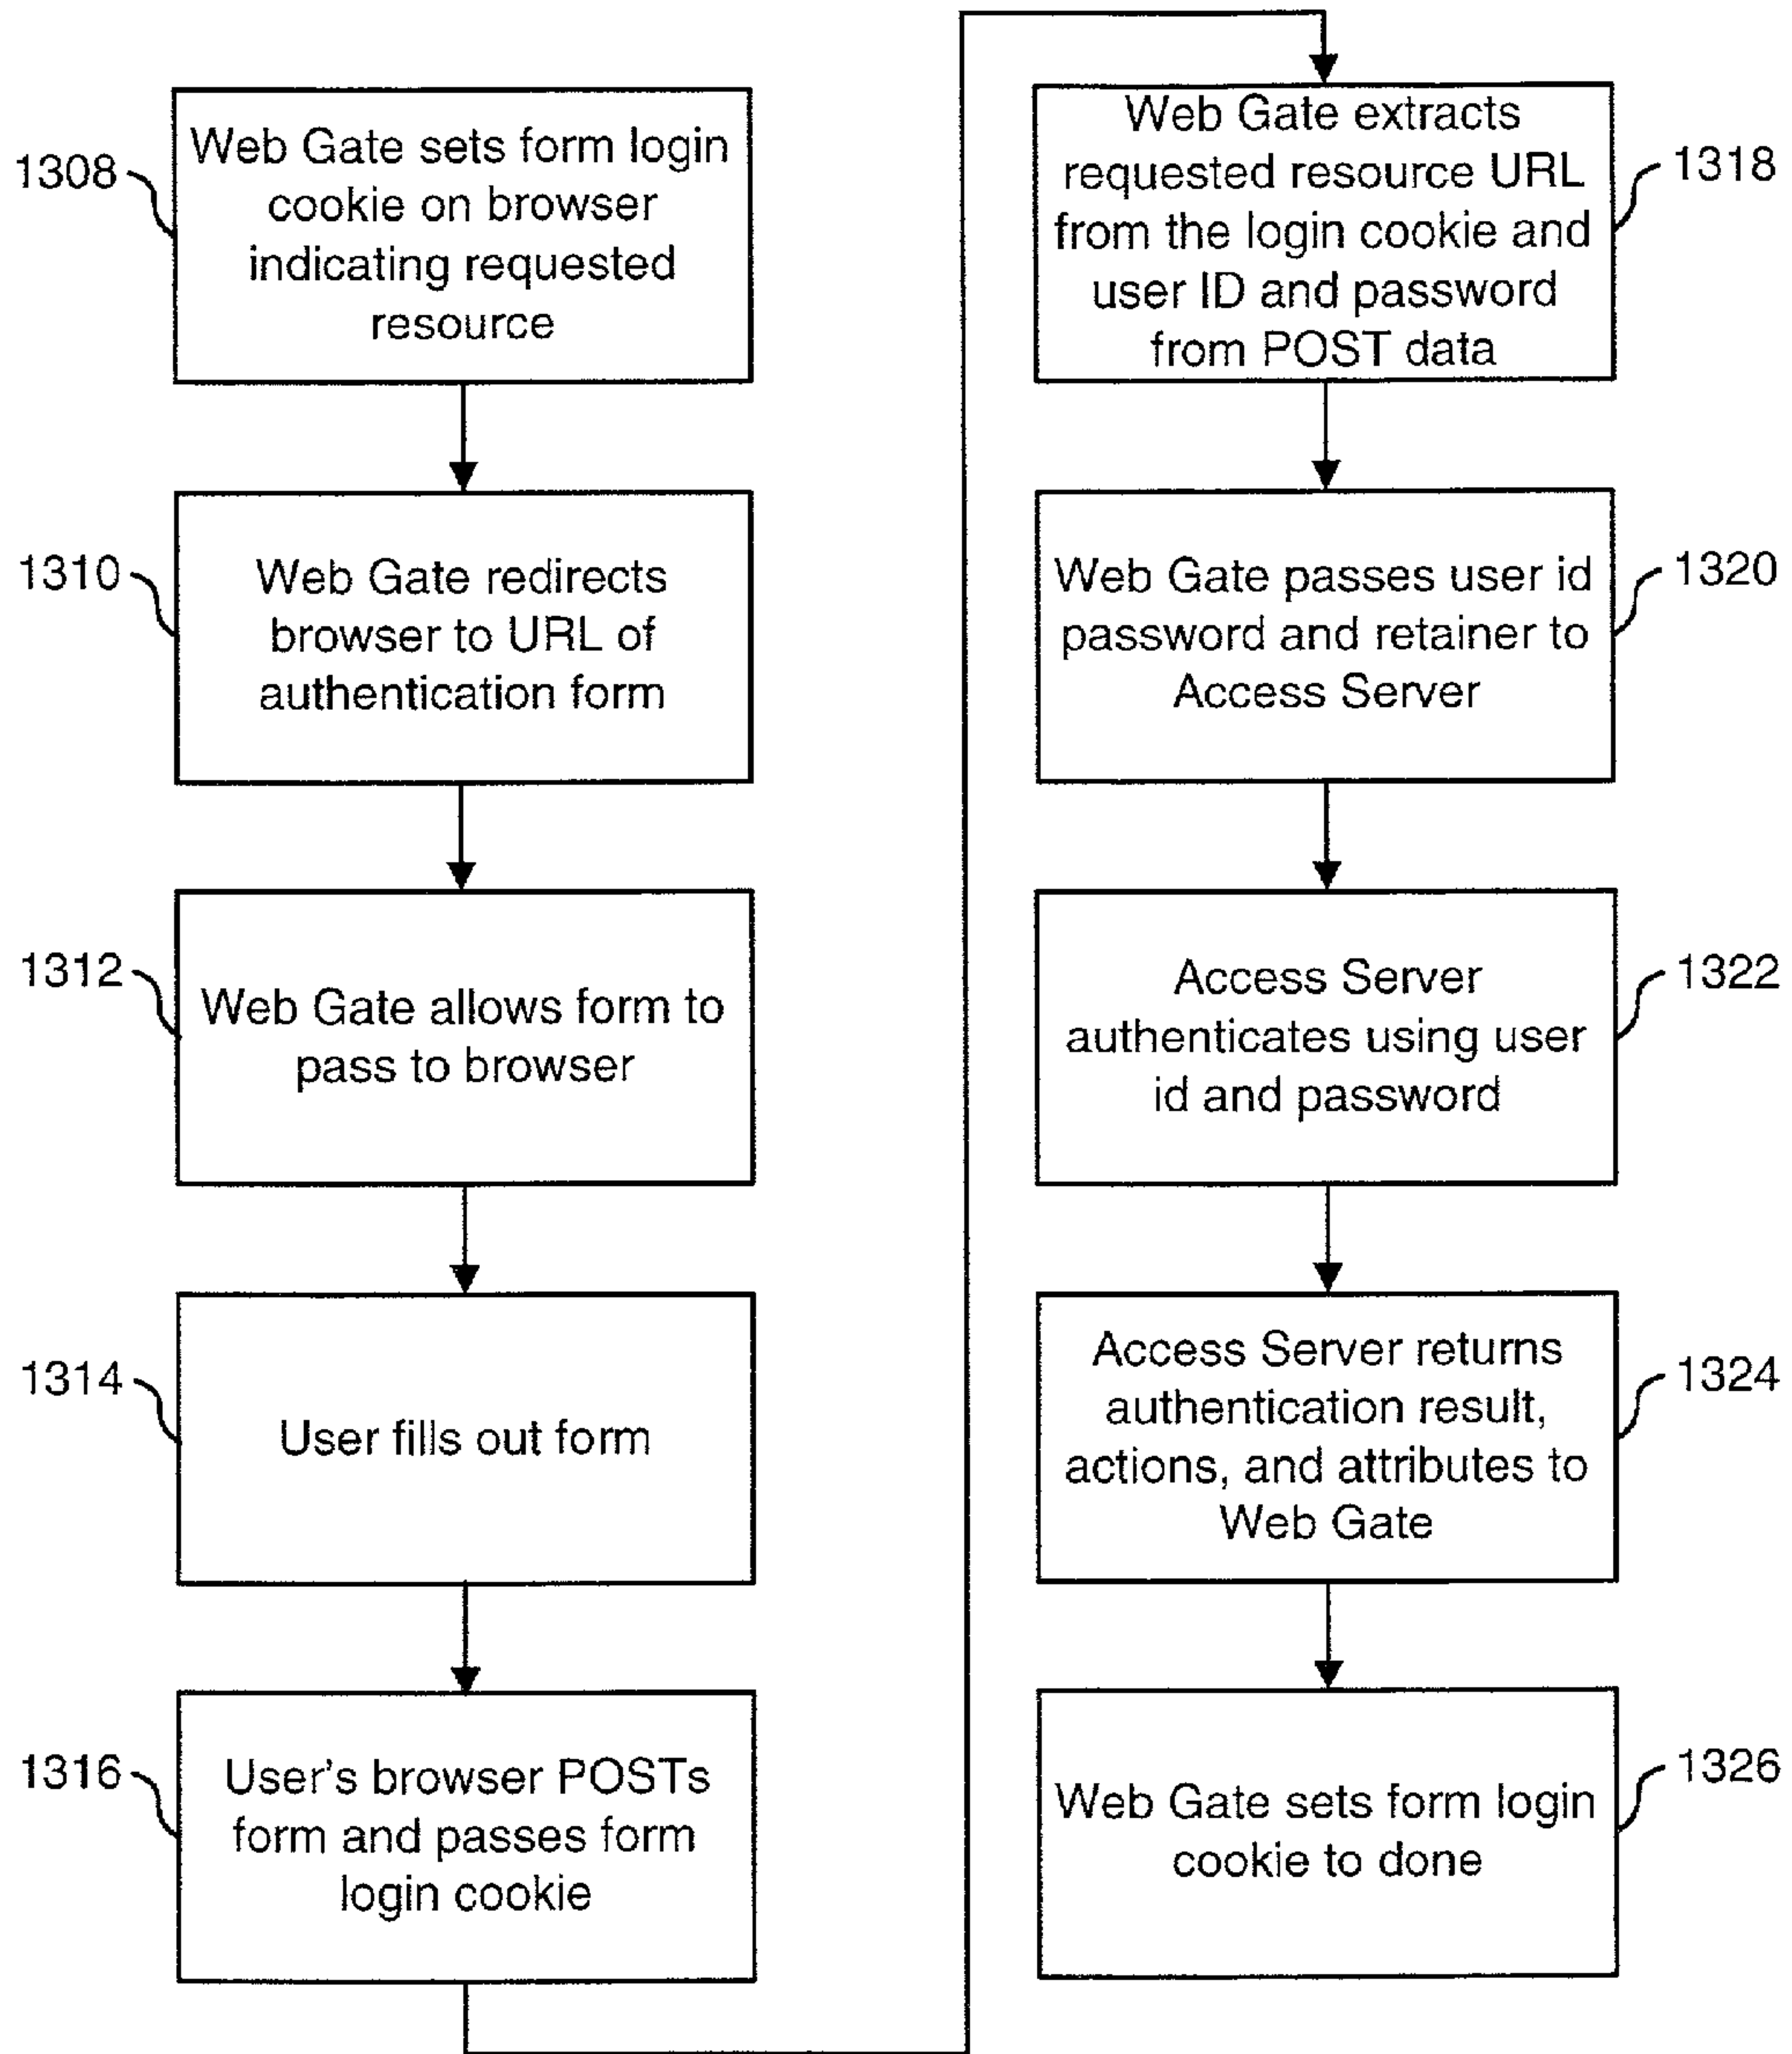 1308
Web Gate sets form login
cookie on browser
indicating requested
resource
1310
Web Gate redirects
browser to URL of
authentication form
1312
Web Gate allows form to
pass to browser
1314
User fills out form
1316
User's browser POSTs
form and passes form
login cookie
Web Gate extracts
requested resource URL
from the login cookie and
user ID and password
from POST data
1318
Web Gate passes user id
password and retainer to
Access Server
1320
Access Server
authenticates using user
id and password
1322
Access Server returns
authentication result,
actions, and attributes to
Web Gate
1324
Web Gate sets form login
cookie to done
1326